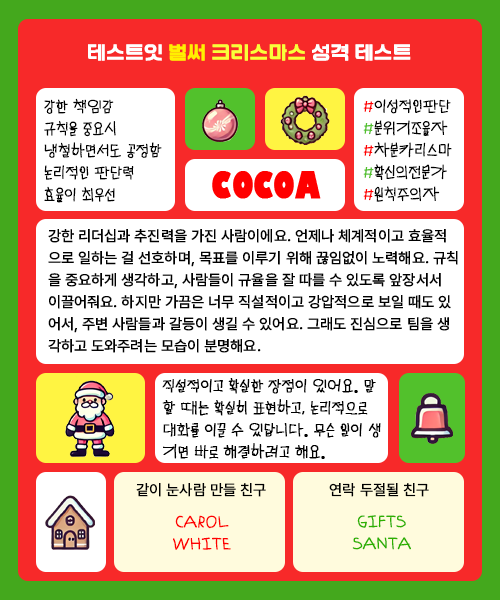 테스트잇 벌써 크리스마스 성격 테스트
강한 책임감
규칙을 중요시
냉철하면서도 공정함
논리적인 판단력
효율이 최우선
COCOA
#이성적인판단
#분위기조율자
#차분카리스마
#확신의전문가
#원칙주의자
강한 리더십과 추진력을 가진 사람이에요. 언제나 체계적이고 효율적
으로 일하는 걸 선호하며, 목표를 이루기 위해 끊임없이 노력해요. 규칙
을 중요하게 생각하고, 사람들이 규율을 잘 따를 수 있도록 앞장서서
이끌어줘요. 하지만 가끔은 너무 직설적이고 강압적으로 보일 때도 있
어서, 주변 사람들과 갈등이 생길 수 있어요. 그래도 진심으로 팀을 생
각하고 도와주려는 모습이 분명해요.
직설적이고 확실한 장점이 있어요. 말
할 때는 확실히 표현하고, 논리적으로
대화를 이끌 수 있답니다. 무슨 일이 생
기면 바로 해결하려고 해요.
같이 눈사람 만들 친구
CAROL
WHITE
연락 두절될 친구
GIFTS
SANTA